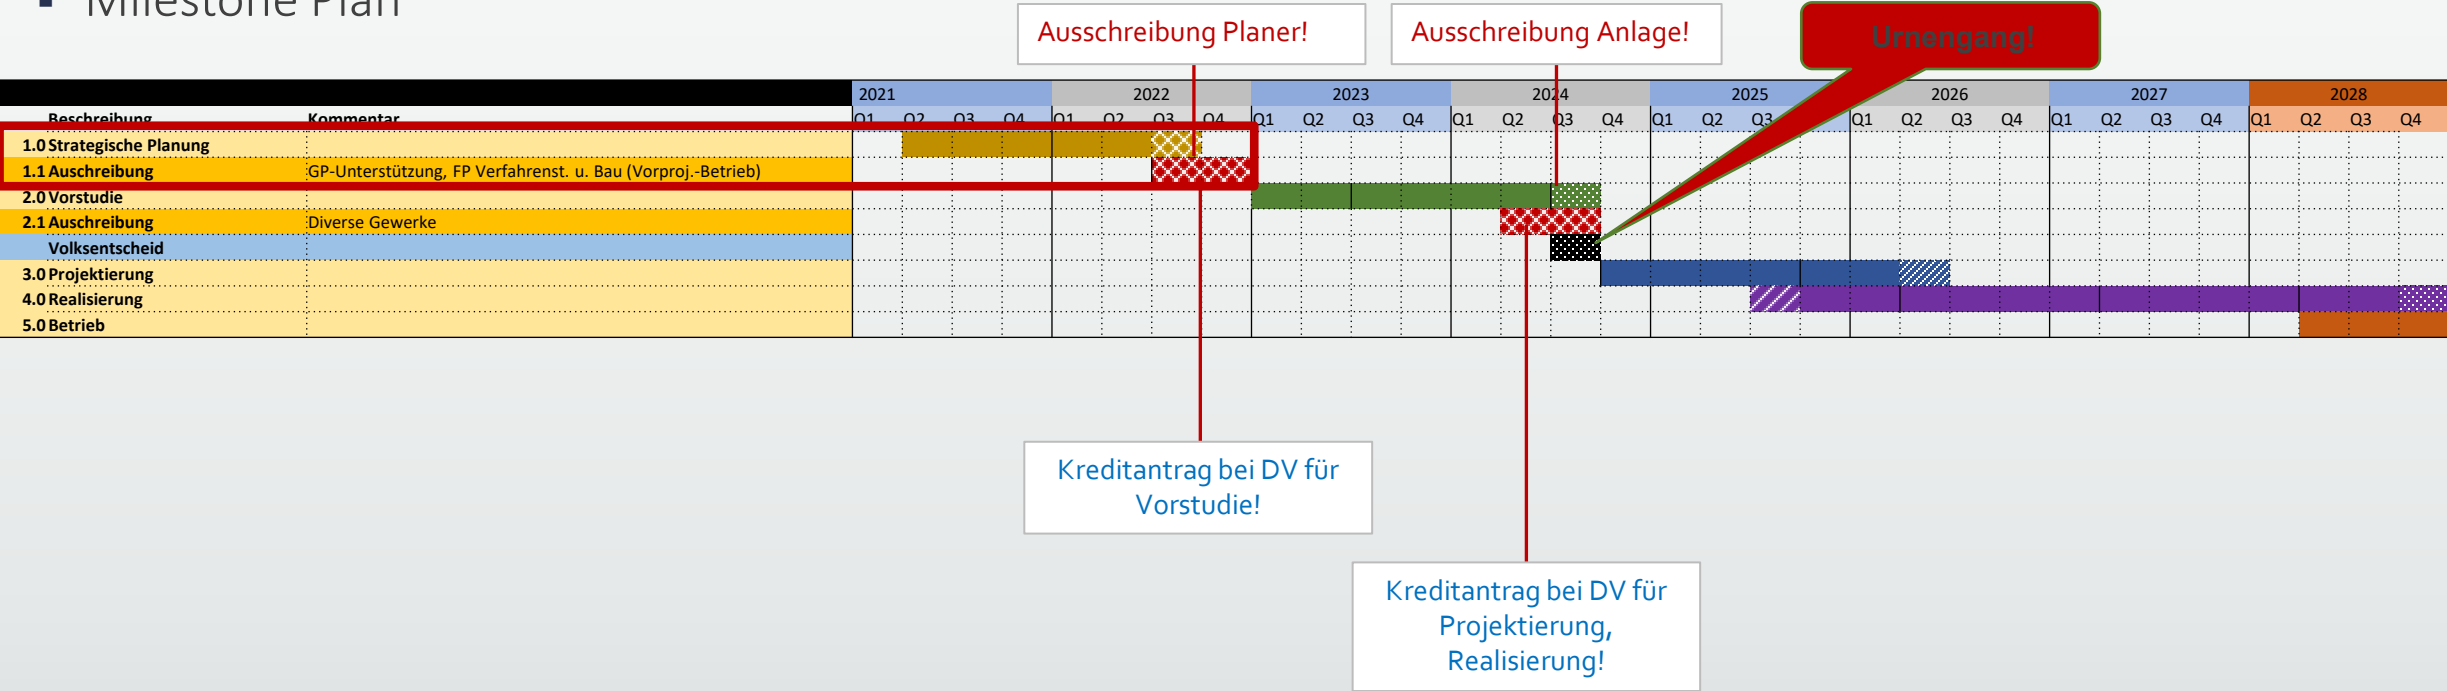 ▪ Milestone Plan
Ausschreibung Planer!
Ausschreibung Anlage!
Urnengang!
2021 2022 2023 2024 2025 2026 2027 2028
Beschreibung Kommentar Q1 Q2 Q3 Q4 Q1 Q2 Q3 Q4 Q1 Q2 Q3 Q4 Q1 Q2 Q3 Q4 Q1 Q2 Q3 Q1 Q2 Q3 Q4 Q1 Q2 Q3 Q4 Q1 Q2 Q3 Q4
1.0 Strategische Planung
1.1 Auschreibung GP-Unterstützung, FP Verfahrenst. u. Bau (Vorproj.-Betrieb)
2.0 Vorstudie
2.1 Auschreibung Diverse Gewerke
Volksentscheid
3.0 Projektierung
4.0 Realisierung
5.0 Betrieb
Kreditantrag bei DV für
Vorstudie!
Kreditantrag bei DV für
Projektierung,
Realisierung!